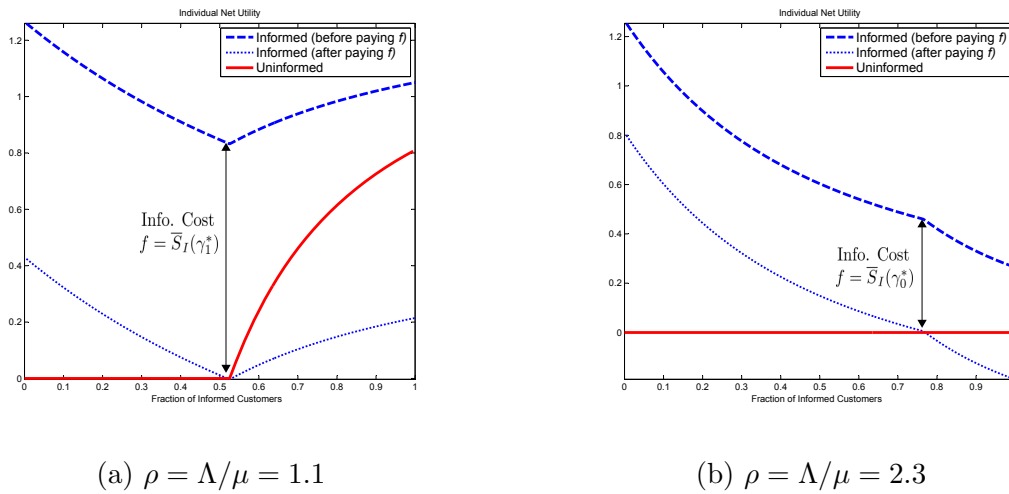 Individual Net Utility
Informed (before paying f)
Informed (after paying f)
Uninformed
1.2
1
0.8
0.6
0.4
0.2
0
Info. Cost
f = S̅_I(γ₁*)
0 0.1 0.2 0.3 0.4 0.5 0.6 0.7 0.8 0.9 1
Fraction of Informed Customers
(a) ρ = Λ/μ = 1.1
Individual Net Utility
Informed (before paying f)
Informed (after paying f)
Uninformed
1.2
1
0.8
0.6
0.4
0.2
0
Info. Cost
f = S̅_I(γ₀*)
0 0.1 0.2 0.3 0.4 0.5 0.6 0.7 0.8 0.9
Fraction of Informed Customers
(b) ρ = Λ/μ = 2.3